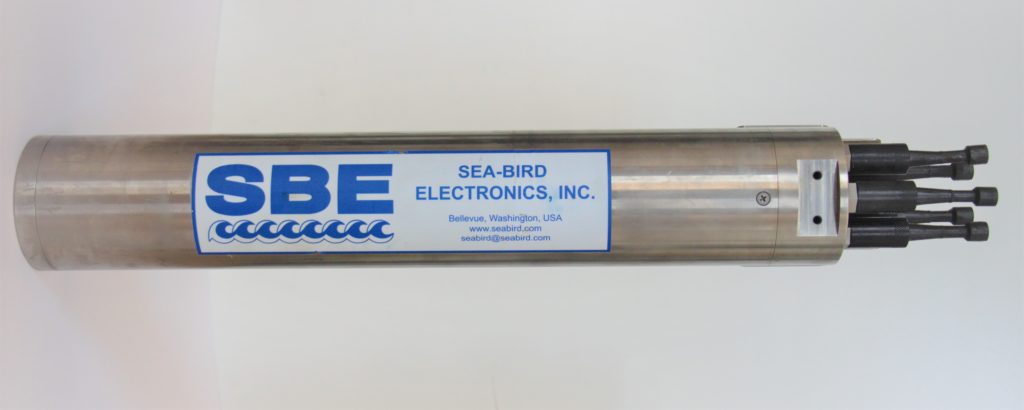 SBE
SEA-BIRD
ELECTRONICS, INC.
Bellevue, Washington, USA
www.seabird.com
seabird@seabird.com